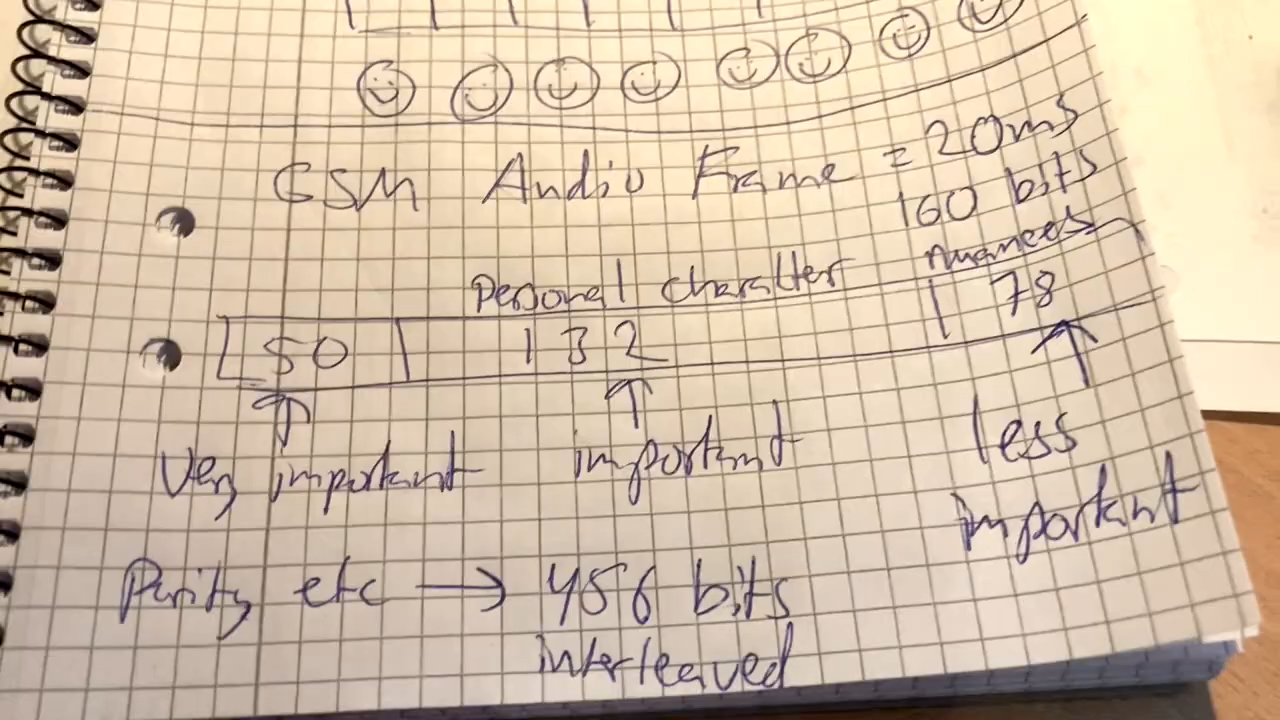 GSM Audio Frame = 20ms
160 bits
Personal character nuances
50 132 78
Very important important less
important
Parity etc → 456 bits
interleaved